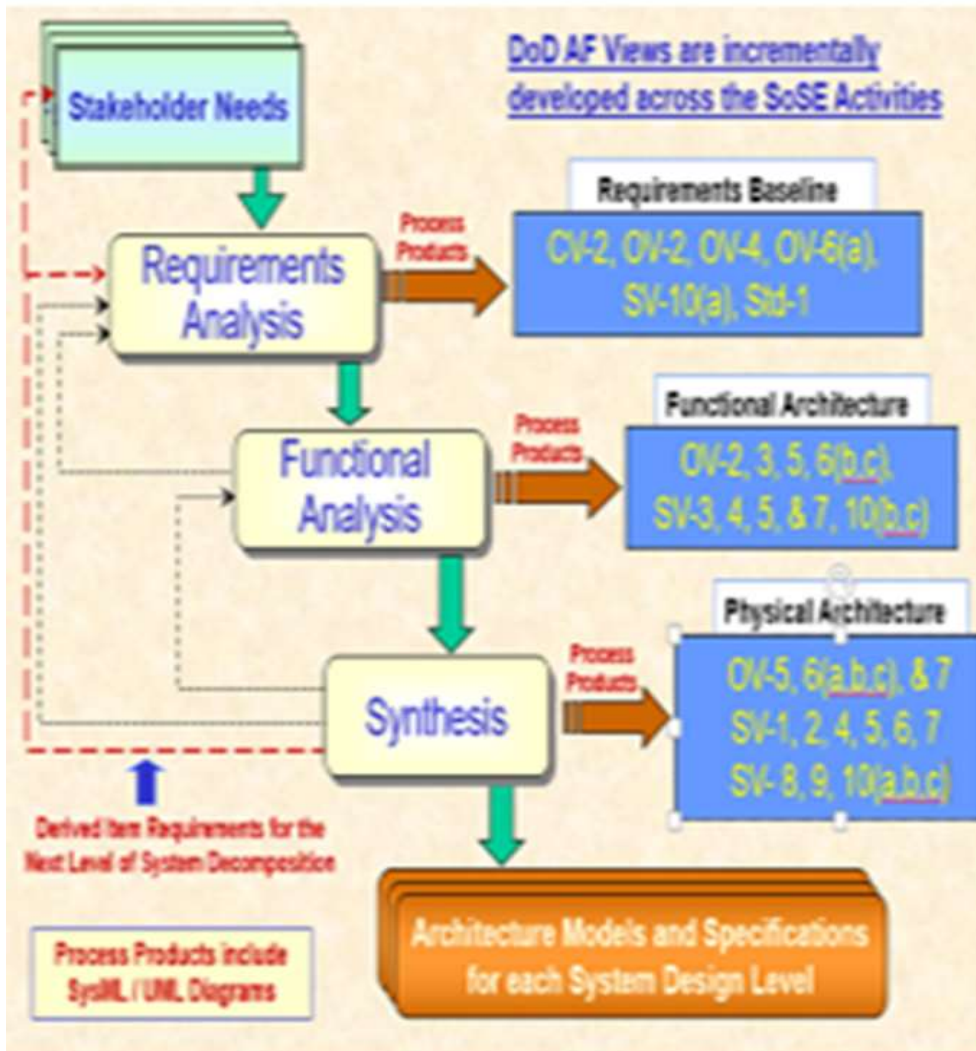 DoD AF Views are incrementally
developed across the SoSE Activities
Stakeholder Needs
Requirements Baseline
Process
Products
CV-2, OV-2, OV-4, OV-6(a),
SV-10(a), Std-1
Requirements
Analysis
Functional Architecture
Process
Products
OV-2, 3, 5, 6(b,c),
SV-3, 4, 5, & 7, 10(b,c)
Functional
Analysis
Physical Architecture
Process
Products
OV-5, 6(a,b,c), & 7
SV-1, 2, 4, 5, 6, 7
SV- 8, 9, 10(a,b,c)
Synthesis
Derived Item Requirements for the
Next Level of System Decomposition
Architecture Models and Specifications
for each System Design Level
Process Products include
SysML / UML Diagrams